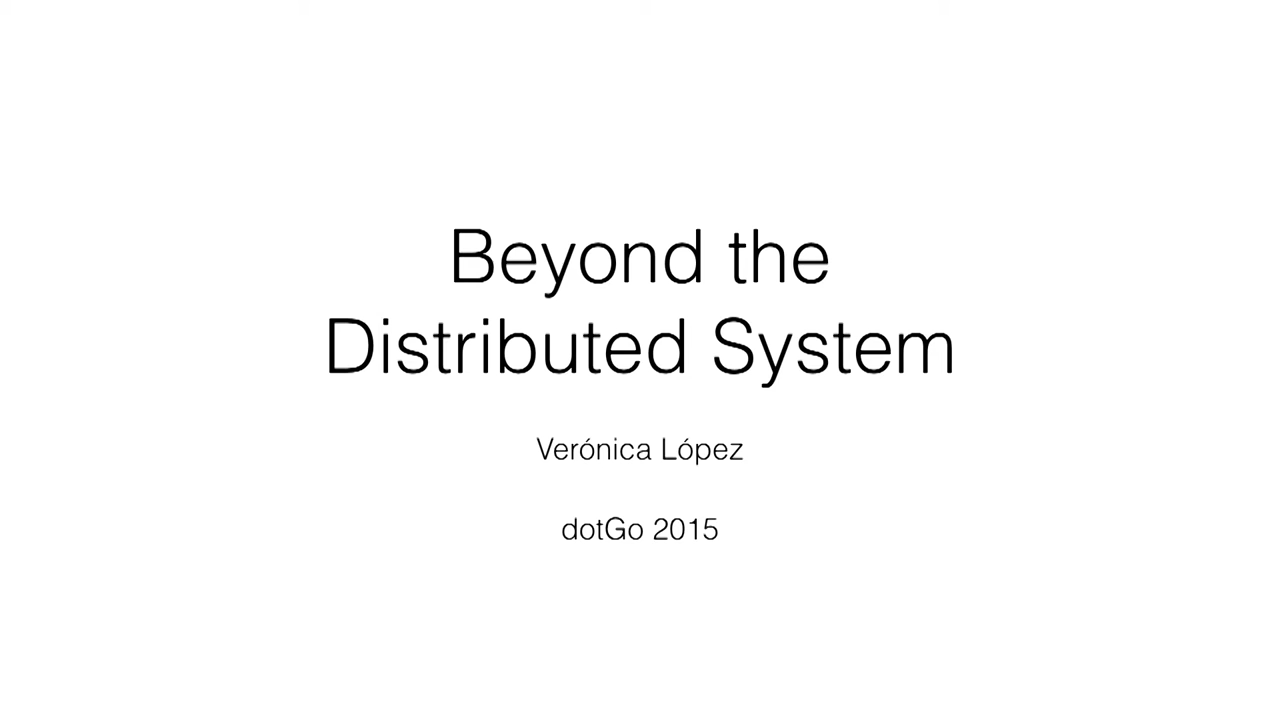 Beyond the
Distributed System
Verónica López
dotGo 2015